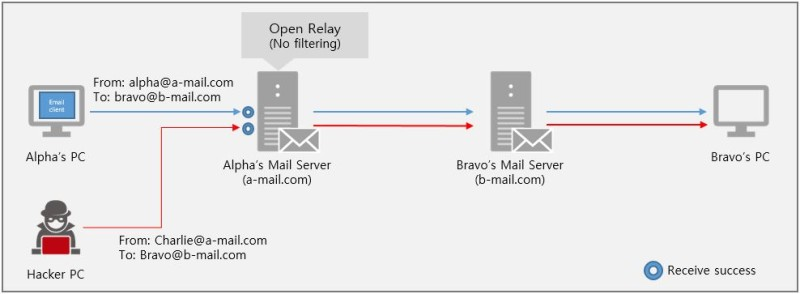 Open Relay
(No filtering)
From: alpha@a-mail.com
To: bravo@b-mail.com
Email
client
Alpha's PC
Alpha's Mail Server
(a-mail.com)
Bravo's Mail Server
(b-mail.com)
Bravo's PC
From: Charlie@a-mail.com
To: Bravo@b-mail.com
Hacker PC
Receive success